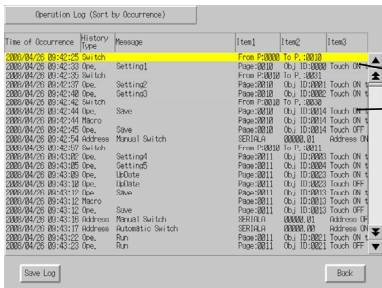 Operation Log (Sort by Occurrence)
Time of Occurrence History Type Message Item1 Item2 Item3
2008/04/26 09:42:25 Switch From P:0000 To P.:0010
2008/04/26 09:42:33 Ope. Setting1 Page:0010 Obj ID:0000 Touch ON
2008/04/26 09:42:35 Switch From P:0010 To P.:0031
2008/04/26 09:42:37 Ope. Setting2 Page:0010 Obj ID:0001 Touch ON t
2008/04/26 09:42:40 Ope. Setting3 Page:0010 Obj ID:0002 Touch ON t
2008/04/26 09:42:42 Switch From P:0010 To P.:0030
2008/04/26 09:42:44 Ope. Save Page:0010 Obj ID:0014 Touch ON
2008/04/26 09:42:44 Macro Page:0010 Obj ID:0014 Touch ON t
2008/04/26 09:42:45 Ope. Save Page:0010 Obj ID:0014 Touch OFF
2008/04/26 09:42:54 Address Manual Switch SERIALA 00000.01 Address ON
2008/04/26 09:42:57 Switch From P:0010 To P.:0011
2008/04/26 09:43:02 Ope. Setting4 Page:0011 Obj ID:0003 Touch ON t
2008/04/26 09:43:05 Ope. Setting5 Page:0011 Obj ID:0004 Touch ON t
2008/04/26 09:43:09 Ope. UpDate Page:0011 Obj ID:0023 Touch ON t
2008/04/26 09:43:10 Ope. UpDate Page:0011 Obj ID:0023 Touch OFF
2008/04/26 09:43:12 Ope. Save Page:0011 Obj ID:0013 Touch ON t
2008/04/26 09:43:12 Macro Page:0011 Obj ID:0013 Touch ON t
2008/04/26 09:43:12 Ope. Save Page:0011 Obj ID:0013 Touch OFF
2008/04/26 09:43:16 Address Manual Switch SERIALA 00000.01 Address OF
2008/04/26 09:43:17 Address Automatic Switch SERIALA 00000.00 Address ON
2008/04/26 09:43:22 Ope. Run Page:0011 Obj ID:0021 Touch ON t
2008/04/26 09:43:23 Ope. Run Page:0011 Obj ID:0021 Touch OFF
Save Log Back